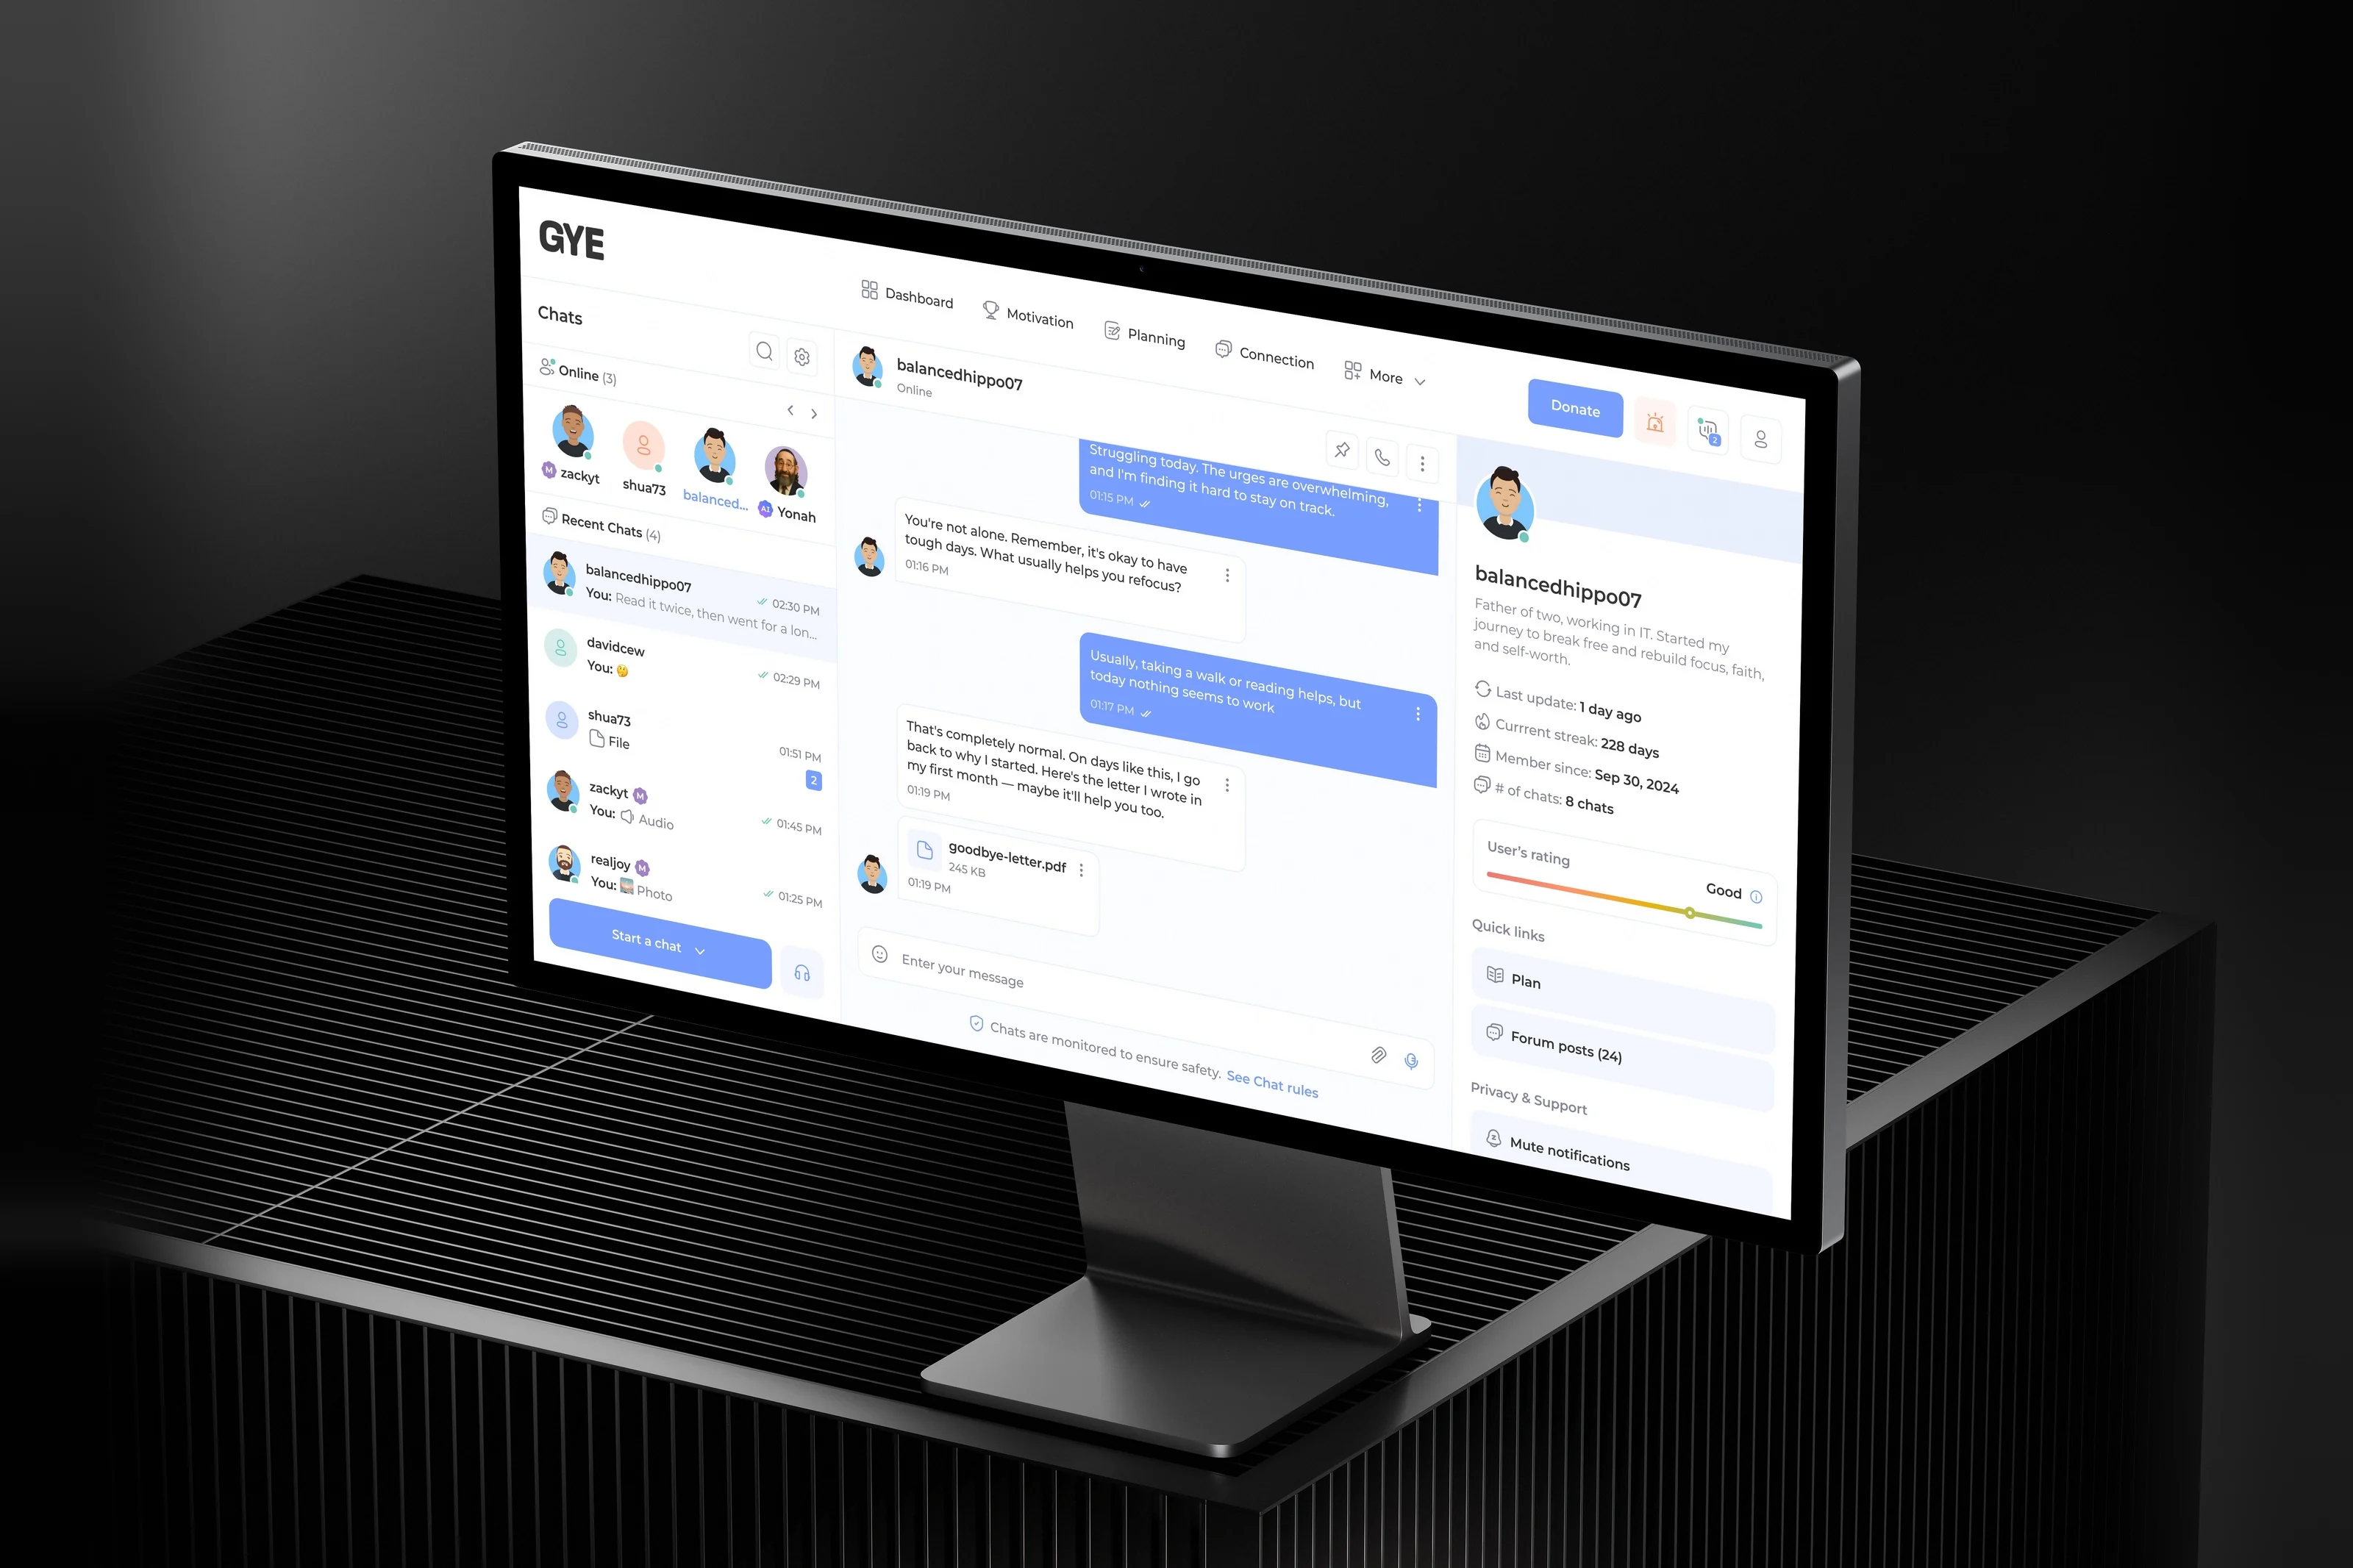 GYE
Dashboard
Motivation
Planning
Connection
More
Donate
2
Chats
Online (3)
M zackyt
shua73
balanced...
AI Yonah
Recent Chats (4)
balancedhippo07
02:30 PM
You: Read it twice, then went for a lon...
davidcew
02:29 PM
You: 🤔
shua73
01:51 PM
File
2
zackyt M
01:45 PM
You: Audio
realjoy M
01:25 PM
You: Photo
Start a chat
balancedhippo07
Online
Struggling today. The urges are overwhelming,
and I'm finding it hard to stay on track.
01:15 PM
You're not alone. Remember, it's okay to have
tough days. What usually helps you refocus?
01:16 PM
Usually, taking a walk or reading helps, but
today nothing seems to work
01:17 PM
That's completely normal. On days like this, I go
back to why I started. Here's the letter I wrote in
my first month — maybe it'll help you too.
01:19 PM
goodbye-letter.pdf
245 KB
01:19 PM
Enter your message
Chats are monitored to ensure safety. See Chat rules
balancedhippo07
Father of two, working in IT. Started my
journey to break free and rebuild focus, faith,
and self-worth.
Last update: 1 day ago
Currrent streak: 228 days
Member since: Sep 30, 2024
# of chats: 8 chats
User's rating
Good
Quick links
Plan
Forum posts (24)
Privacy & Support
Mute notifications